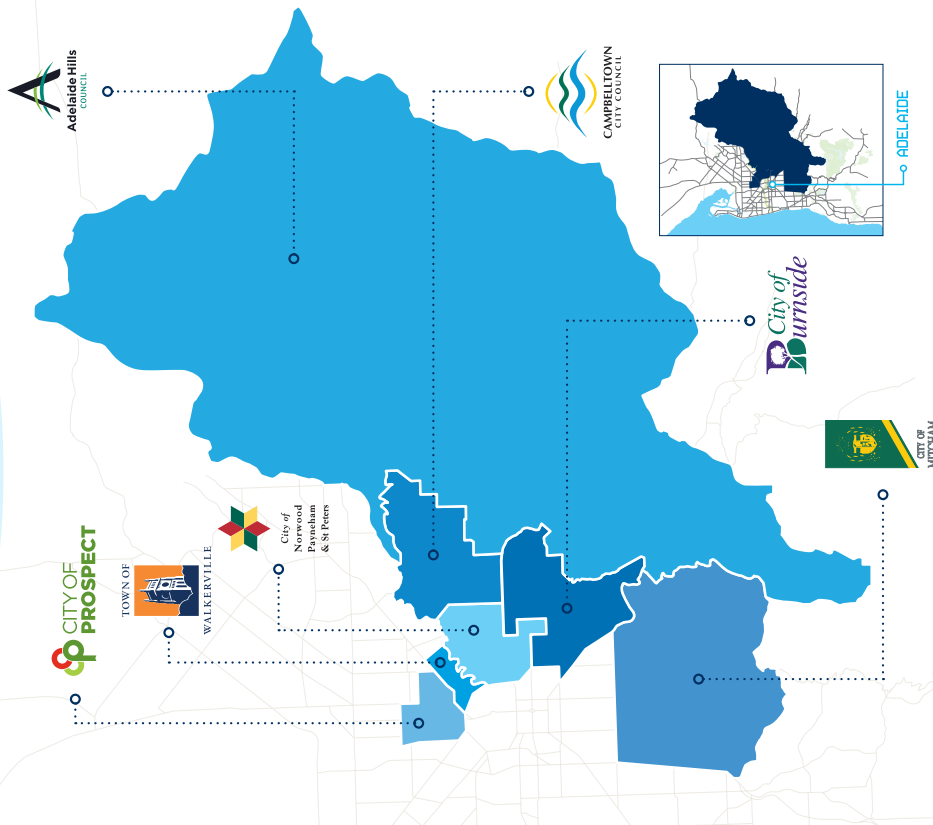 Adelaide Hills
COUNCIL
CAMPBELLTOWN
CITY COUNCIL
ADELAIDE
City of
Burnside
CITY OF
MITCHAM
City of
Norwood
Payneham
& St Peters
TOWN OF
WALKERVILLE
CITY OF
PROSPECT